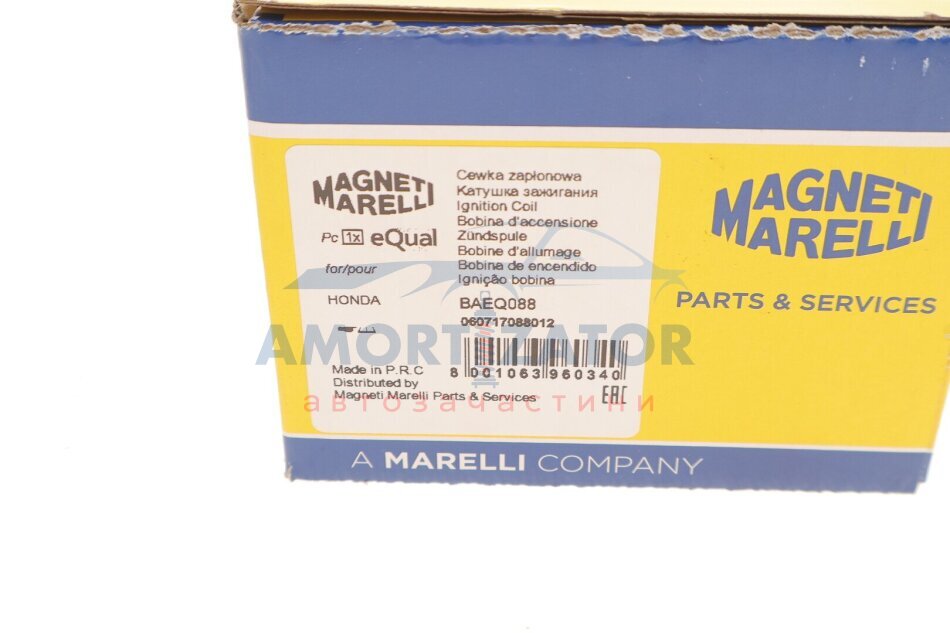 MAGNETI
MARELLI
Pc 1x eQual
for/pour
HONDA
Made in P.R.C
Distributed by
Magneti Marelli Parts & Services
Cewka zapłonowa
Катушка зажигания
Ignition Coil
Bobina d'accensione
Zündspule
Bobine d'allumage
Bobina de encendido
Ignição bobina
BAEQ088
060717088012
8 001063 960340
EAC
MAGNETI
MARELLI
PARTS & SERVICES
A MARELLI COMPANY
AMORTIZATOR
автозачастини